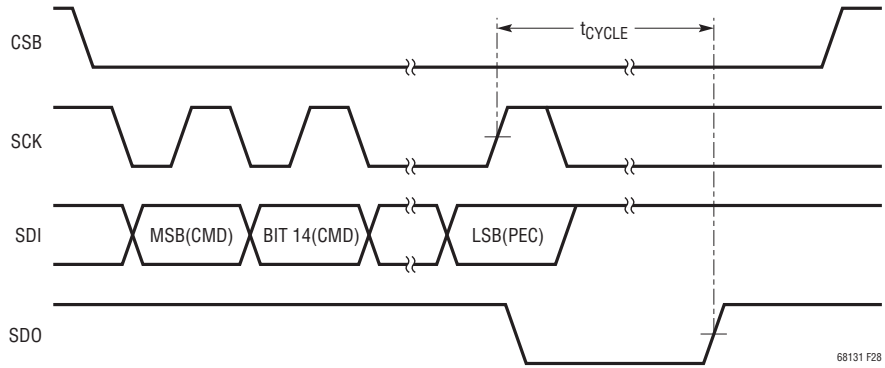 CSB
tCYCLE
SCK
SDI
MSB(CMD)
BIT 14(CMD)
LSB(PEC)
SDO
68131 F28